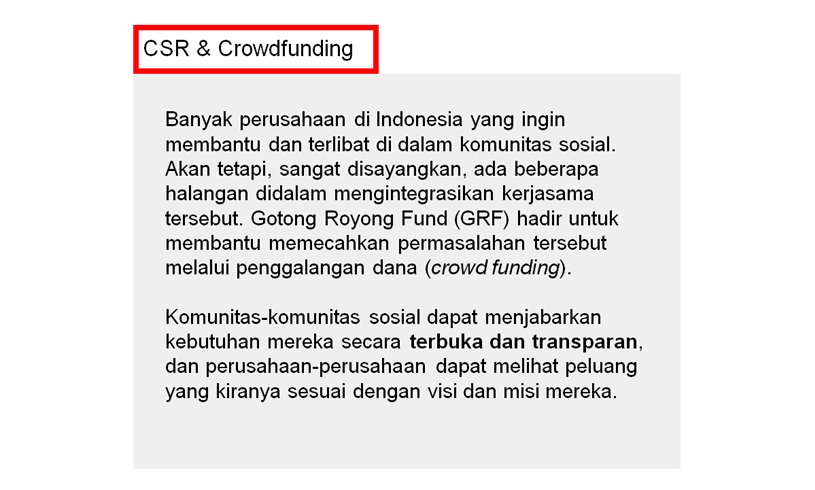 CSR & Crowdfunding
Banyak perusahaan di Indonesia yang ingin
membantu dan terlibat di dalam komunitas sosial.
Akan tetapi, sangat disayangkan, ada beberapa
halangan didalam mengintegrasikan kerjasama
tersebut. Gotong Royong Fund (GRF) hadir untuk
membantu memecahkan permasalahan tersebut
melalui penggalangan dana (crowd funding).
Komunitas-komunitas sosial dapat menjabarkan
kebutuhan mereka secara terbuka dan transparan,
dan perusahaan-perusahaan dapat melihat peluang
yang kiranya sesuai dengan visi dan misi mereka.